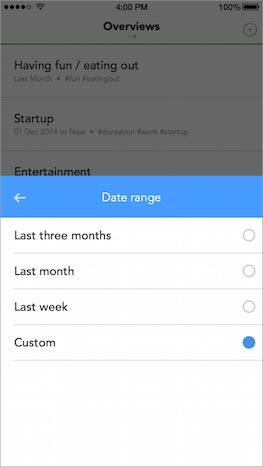 4:00 PM
100%
Overviews
Having fun / eating out
Last Month • #fun #eatingout
Startup
01 Dec 2014 to Now • #duraation #work #startup
Entertainment
Date range
Last three months
Last month
Last week
Custom